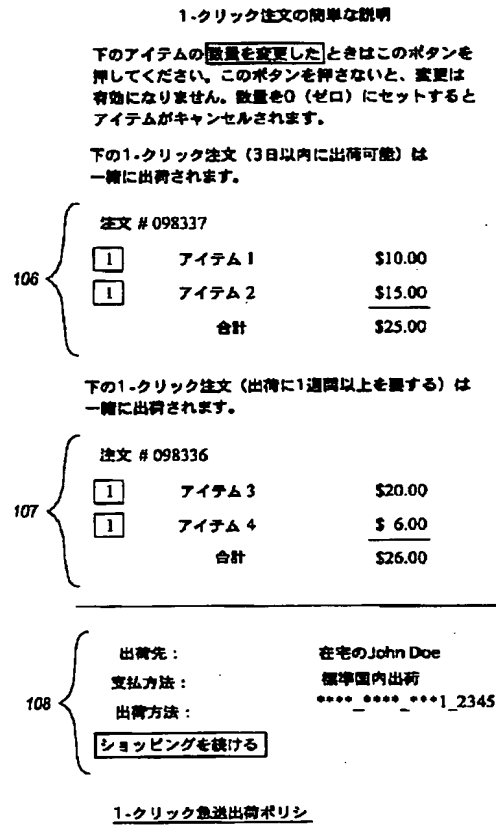 1-クリック注文の簡単な説明
下のアイテムの 数量を変更した ときはこのボタンを
押してください。このボタンを押さないと、変更は
有効になりません。数量を0（ゼロ）にセットすると
アイテムがキャンセルされます。
下の1-クリック注文（3日以内に出荷可能）は
一緒に出荷されます。
注文 # 098337
106
1 アイテム 1 $10.00
1 アイテム 2 $15.00
合計 $25.00
下の1-クリック注文（出荷に1週間以上を要する）は
一緒に出荷されます。
注文 # 098336
107
1 アイテム 3 $20.00
1 アイテム 4 $ 6.00
合計 $26.00
108
出荷先： 在宅のJohn Doe
支払方法： 標準国内出荷
出荷方法： ****_****_***1_2345
ショッピングを続ける
1-クリック急送出荷ポリシ